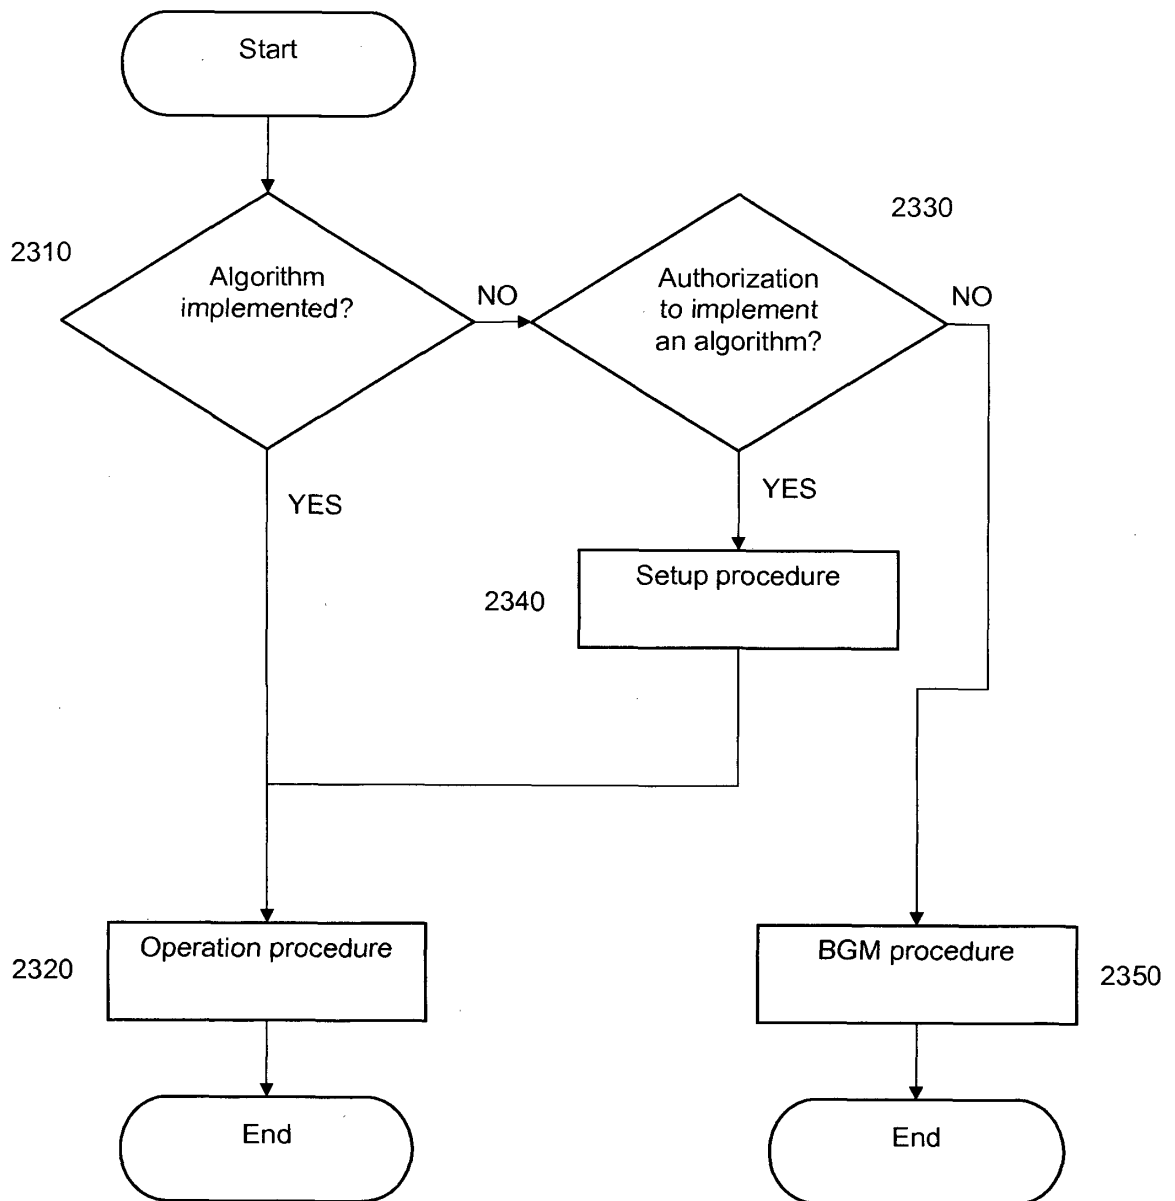 Start
2330
2310
Algorithm
implemented?
NO
Authorization
to implement
an algorithm?
NO
YES
YES
Setup procedure
2340
Operation procedure
2320
BGM procedure
2350
End
End